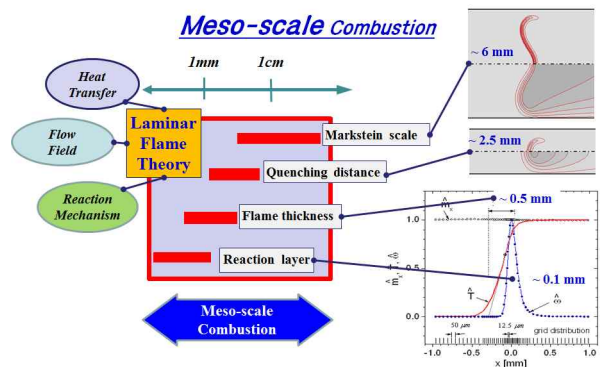 Meso-scale Combustion
1mm
1cm
Heat
Transfer
Flow
Field
Reaction
Mechanism
Laminar
Flame
Theory
Markstein scale
Quenching distance
Flame thickness
Reaction layer
Meso-scale
Combustion
~ 6 mm
~ 2.5 mm
~ 0.5 mm
~ 0.1 mm
1.0
0.5
0.0
T̂
ω̂
50 μm
12.5 μm
grid distribution
-1.0
-0.5
0.0
0.5
1.0
x [mm]